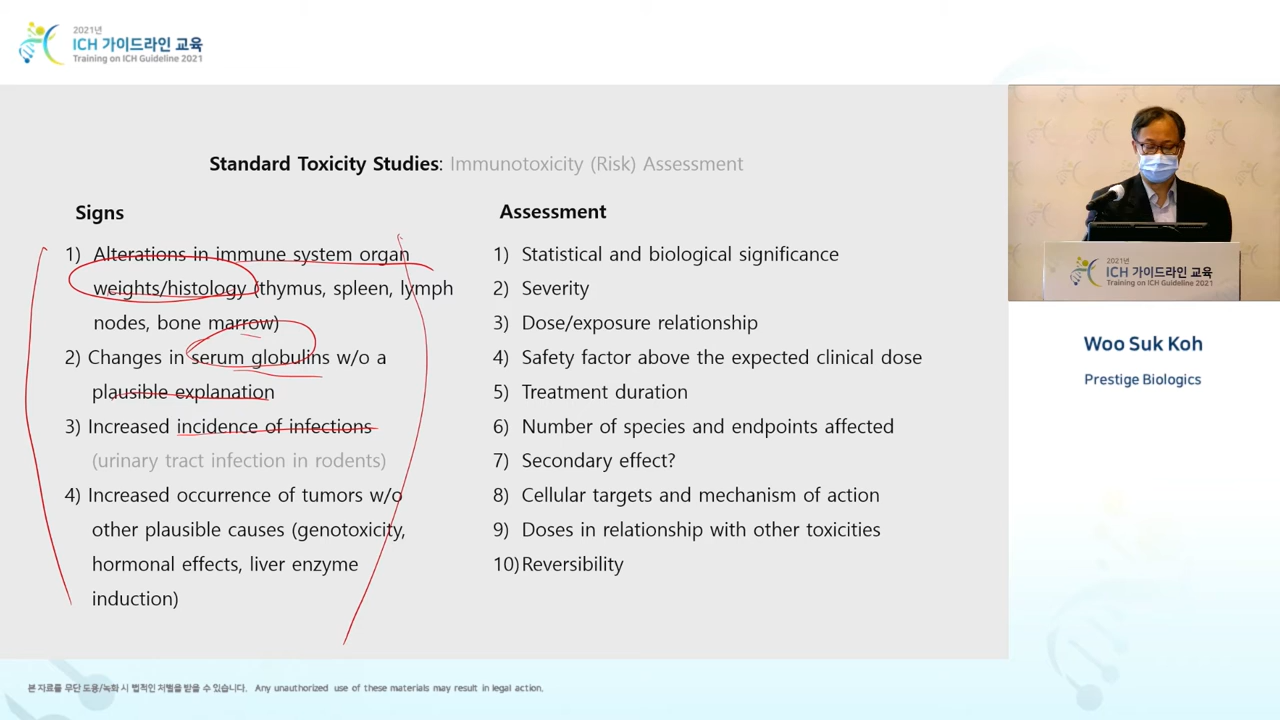 2021년
ICH 가이드라인 교육
Training on ICH Guideline 2021
Standard Toxicity Studies: Immunotoxicity (Risk) Assessment
Signs
1) Alterations in immune system organ
weights/histology (thymus, spleen, lymph
nodes, bone marrow)
2) Changes in serum globulins w/o a
plausible explanation
3) Increased incidence of infections
(urinary tract infection in rodents)
4) Increased occurrence of tumors w/o
other plausible causes (genotoxicity,
hormonal effects, liver enzyme
induction)
Assessment
1) Statistical and biological significance
2) Severity
3) Dose/exposure relationship
4) Safety factor above the expected clinical dose
5) Treatment duration
6) Number of species and endpoints affected
7) Secondary effect?
8) Cellular targets and mechanism of action
9) Doses in relationship with other toxicities
10) Reversibility
2021년
ICH 가이드라인 교육
Training on ICH Guideline 2021
Woo Suk Koh
Prestige Biologics
본 자료를 무단 도용/녹화 시 법적인 처벌을 받을 수 있습니다. Any unauthorized use of these materials may result in legal action.